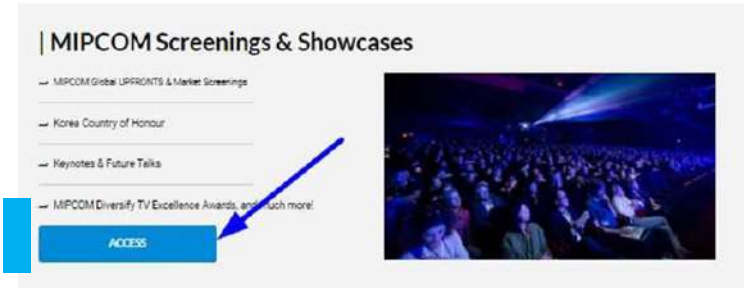 | MIPCOM Screenings & Showcases
→ MIPCOM Global UPFRONTS & Market Screenings
→ Korea Country of Honour
→ Keynotes & Future Talks
→ MIPCOM Diversify TV Excellence Awards, and much more!
ACCESS